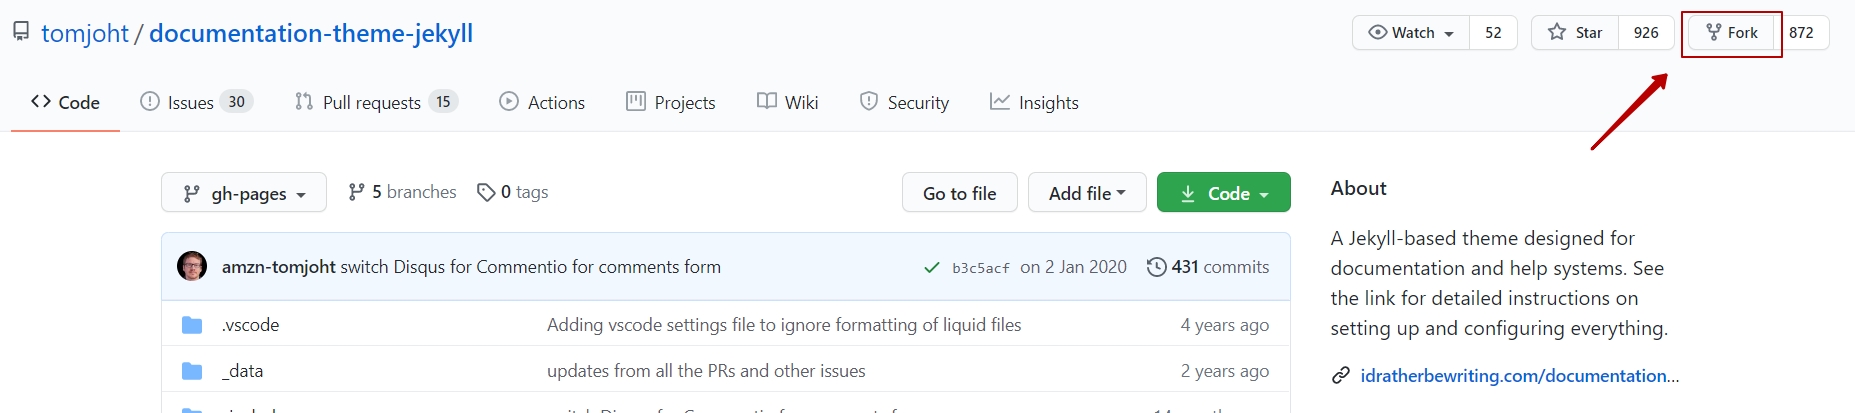 tomjoht / documentation-theme-jekyll
Watch 52 Star 926 Fork 872
Code Issues 30 Pull requests 15 Actions Projects Wiki Security Insights
gh-pages 5 branches 0 tags Go to file Add file Code
amzn-tomjoht switch Disqus for Commentio for comments form b3c5acf on 2 Jan 2020 431 commits
.vscode Adding vscode settings file to ignore formatting of liquid files 4 years ago
_data updates from all the PRs and other issues 2 years ago
About
A Jekyll-based theme designed for
documentation and help systems. See
the link for detailed instructions on
setting up and configuring everything.
idratherbewriting.com/documentation...